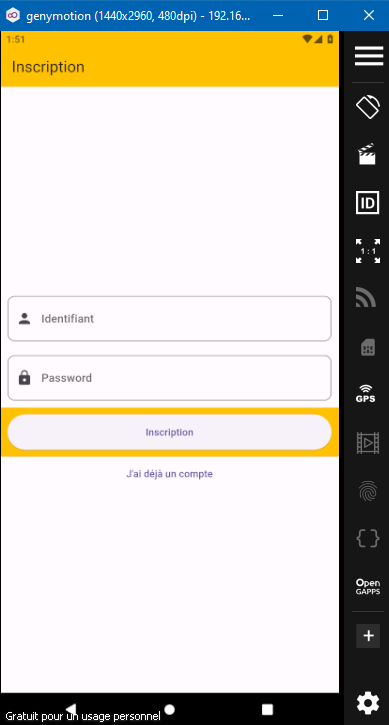 genymotion (1440x2960, 480dpi) - 192.16...
1:51
Inscription
ID
1 : 1
Identifiant
GPS
Password
Inscription
J'ai déjà un compte
Open
GAPPS
Gratuit pour un usage personnel